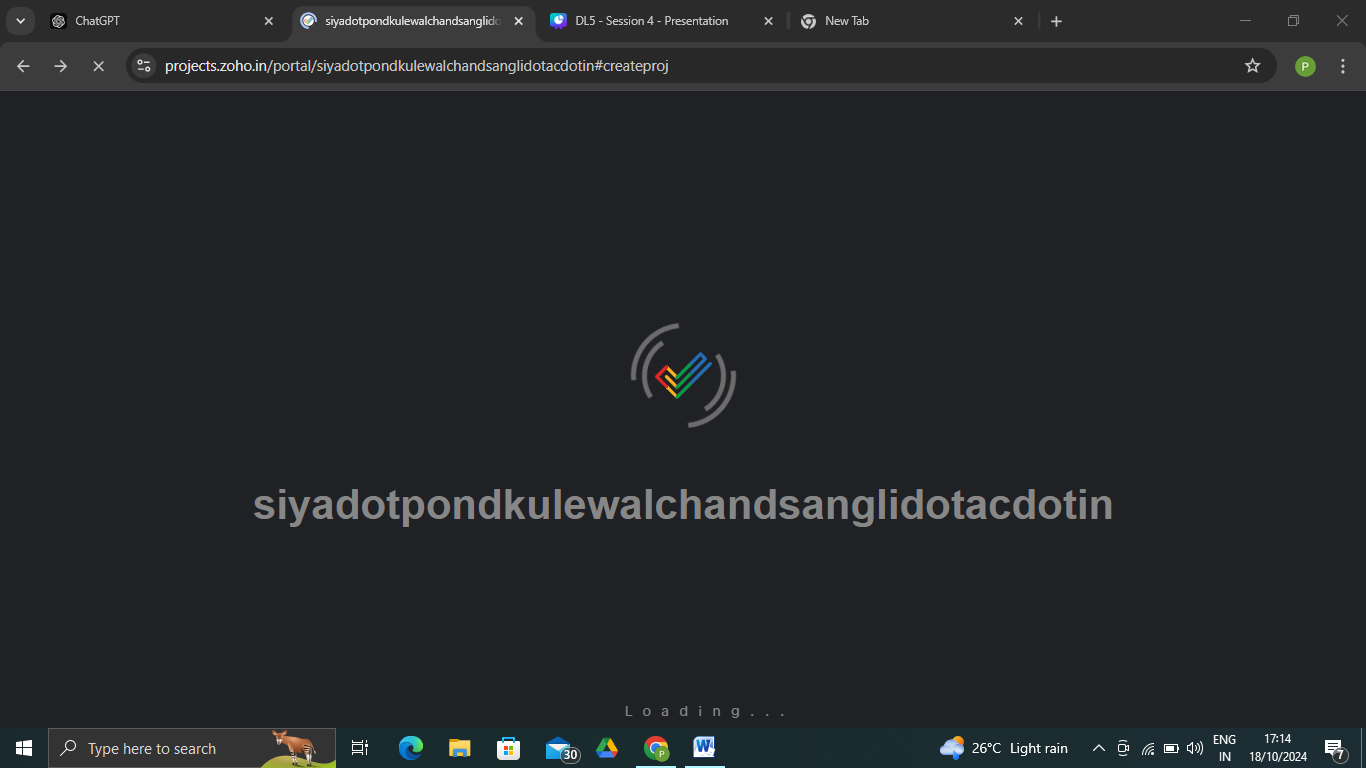 ChatGPT
siyadotpondkulewalchandsanglido
DL5 - Session 4 - Presentation
New Tab
projects.zoho.in/portal/siyadotpondkulewalchandsanglidotacdotin#createproj
P
siyadotpondkulewalchandsanglidotacdotin
Loading...
Type here to search
30
P
W
26°C Light rain
ENG
IN
17:14
18/10/2024
7